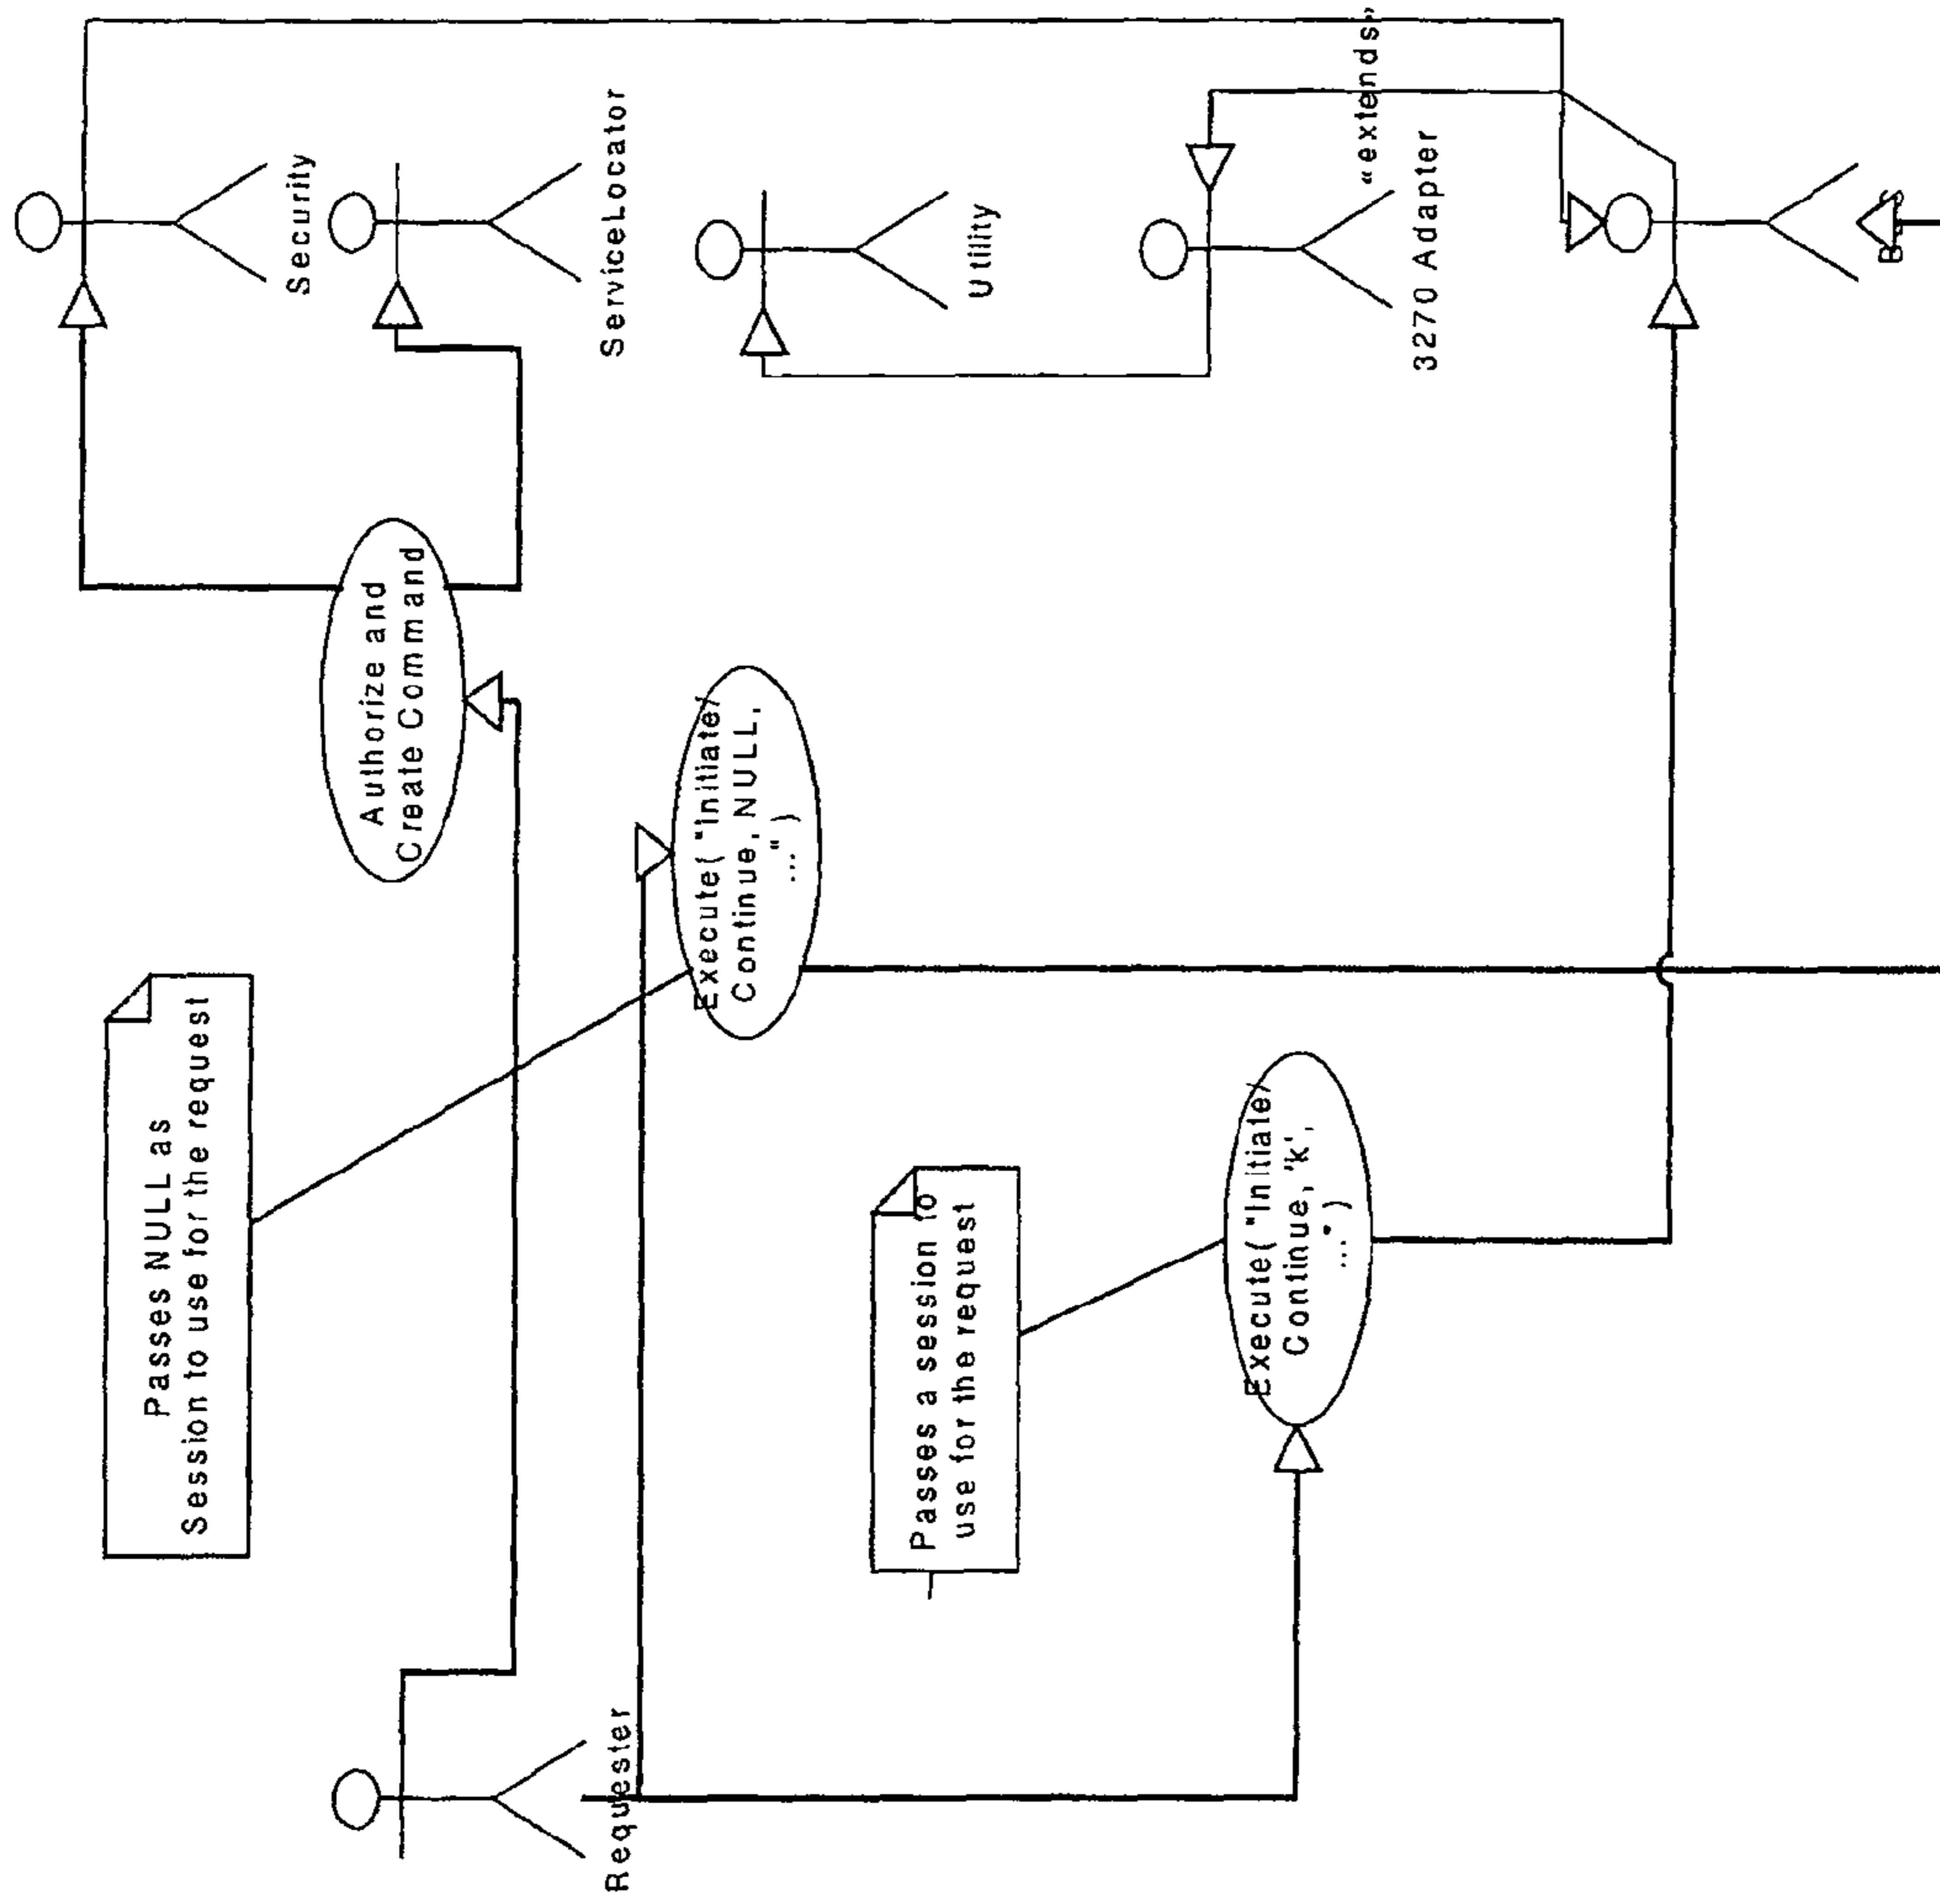 Security
ServiceLocator
Utility
«extends»
3270 Adapter
Authorize and
Create Command
Execute("Initiate/
Continue, NULL,
...")
Passes NULL as
Session to use for the request
Passes a session to
use for the request
Execute("Initiate/
Continue, 'k',
...")
Requester